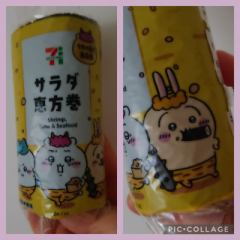 7
サラダ
恵方巻
Shrimp,
Tuna & Seafood
PIC•COLLAGE